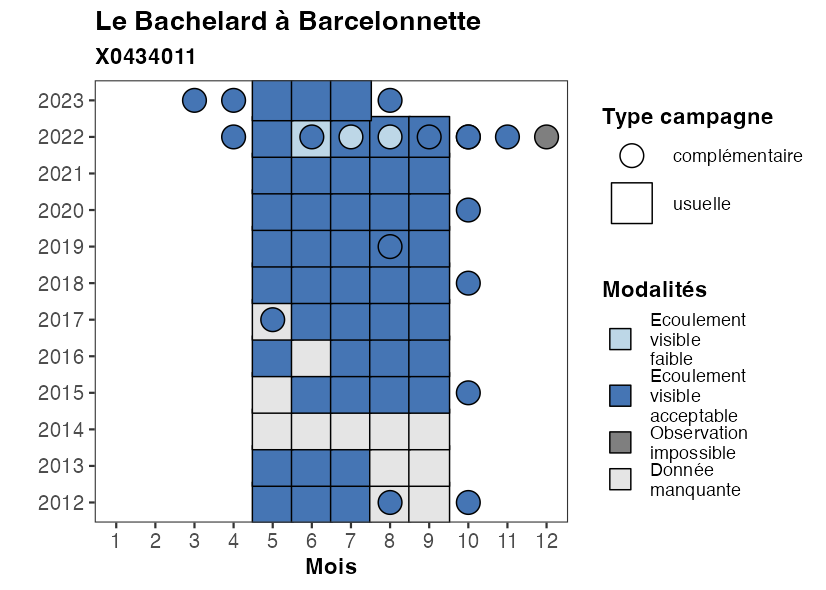 Le Bachelard à Barcelonnette
X0434011
2023
2022
2021
2020
2019
2018
2017
2016
2015
2014
2013
2012
1 2 3 4 5 6 7 8 9 10 11 12
Mois
Type campagne
complémentaire
usuelle
Modalités
Ecoulement
visible
faible
Ecoulement
visible
acceptable
Observation
impossible
Donnée
manquante